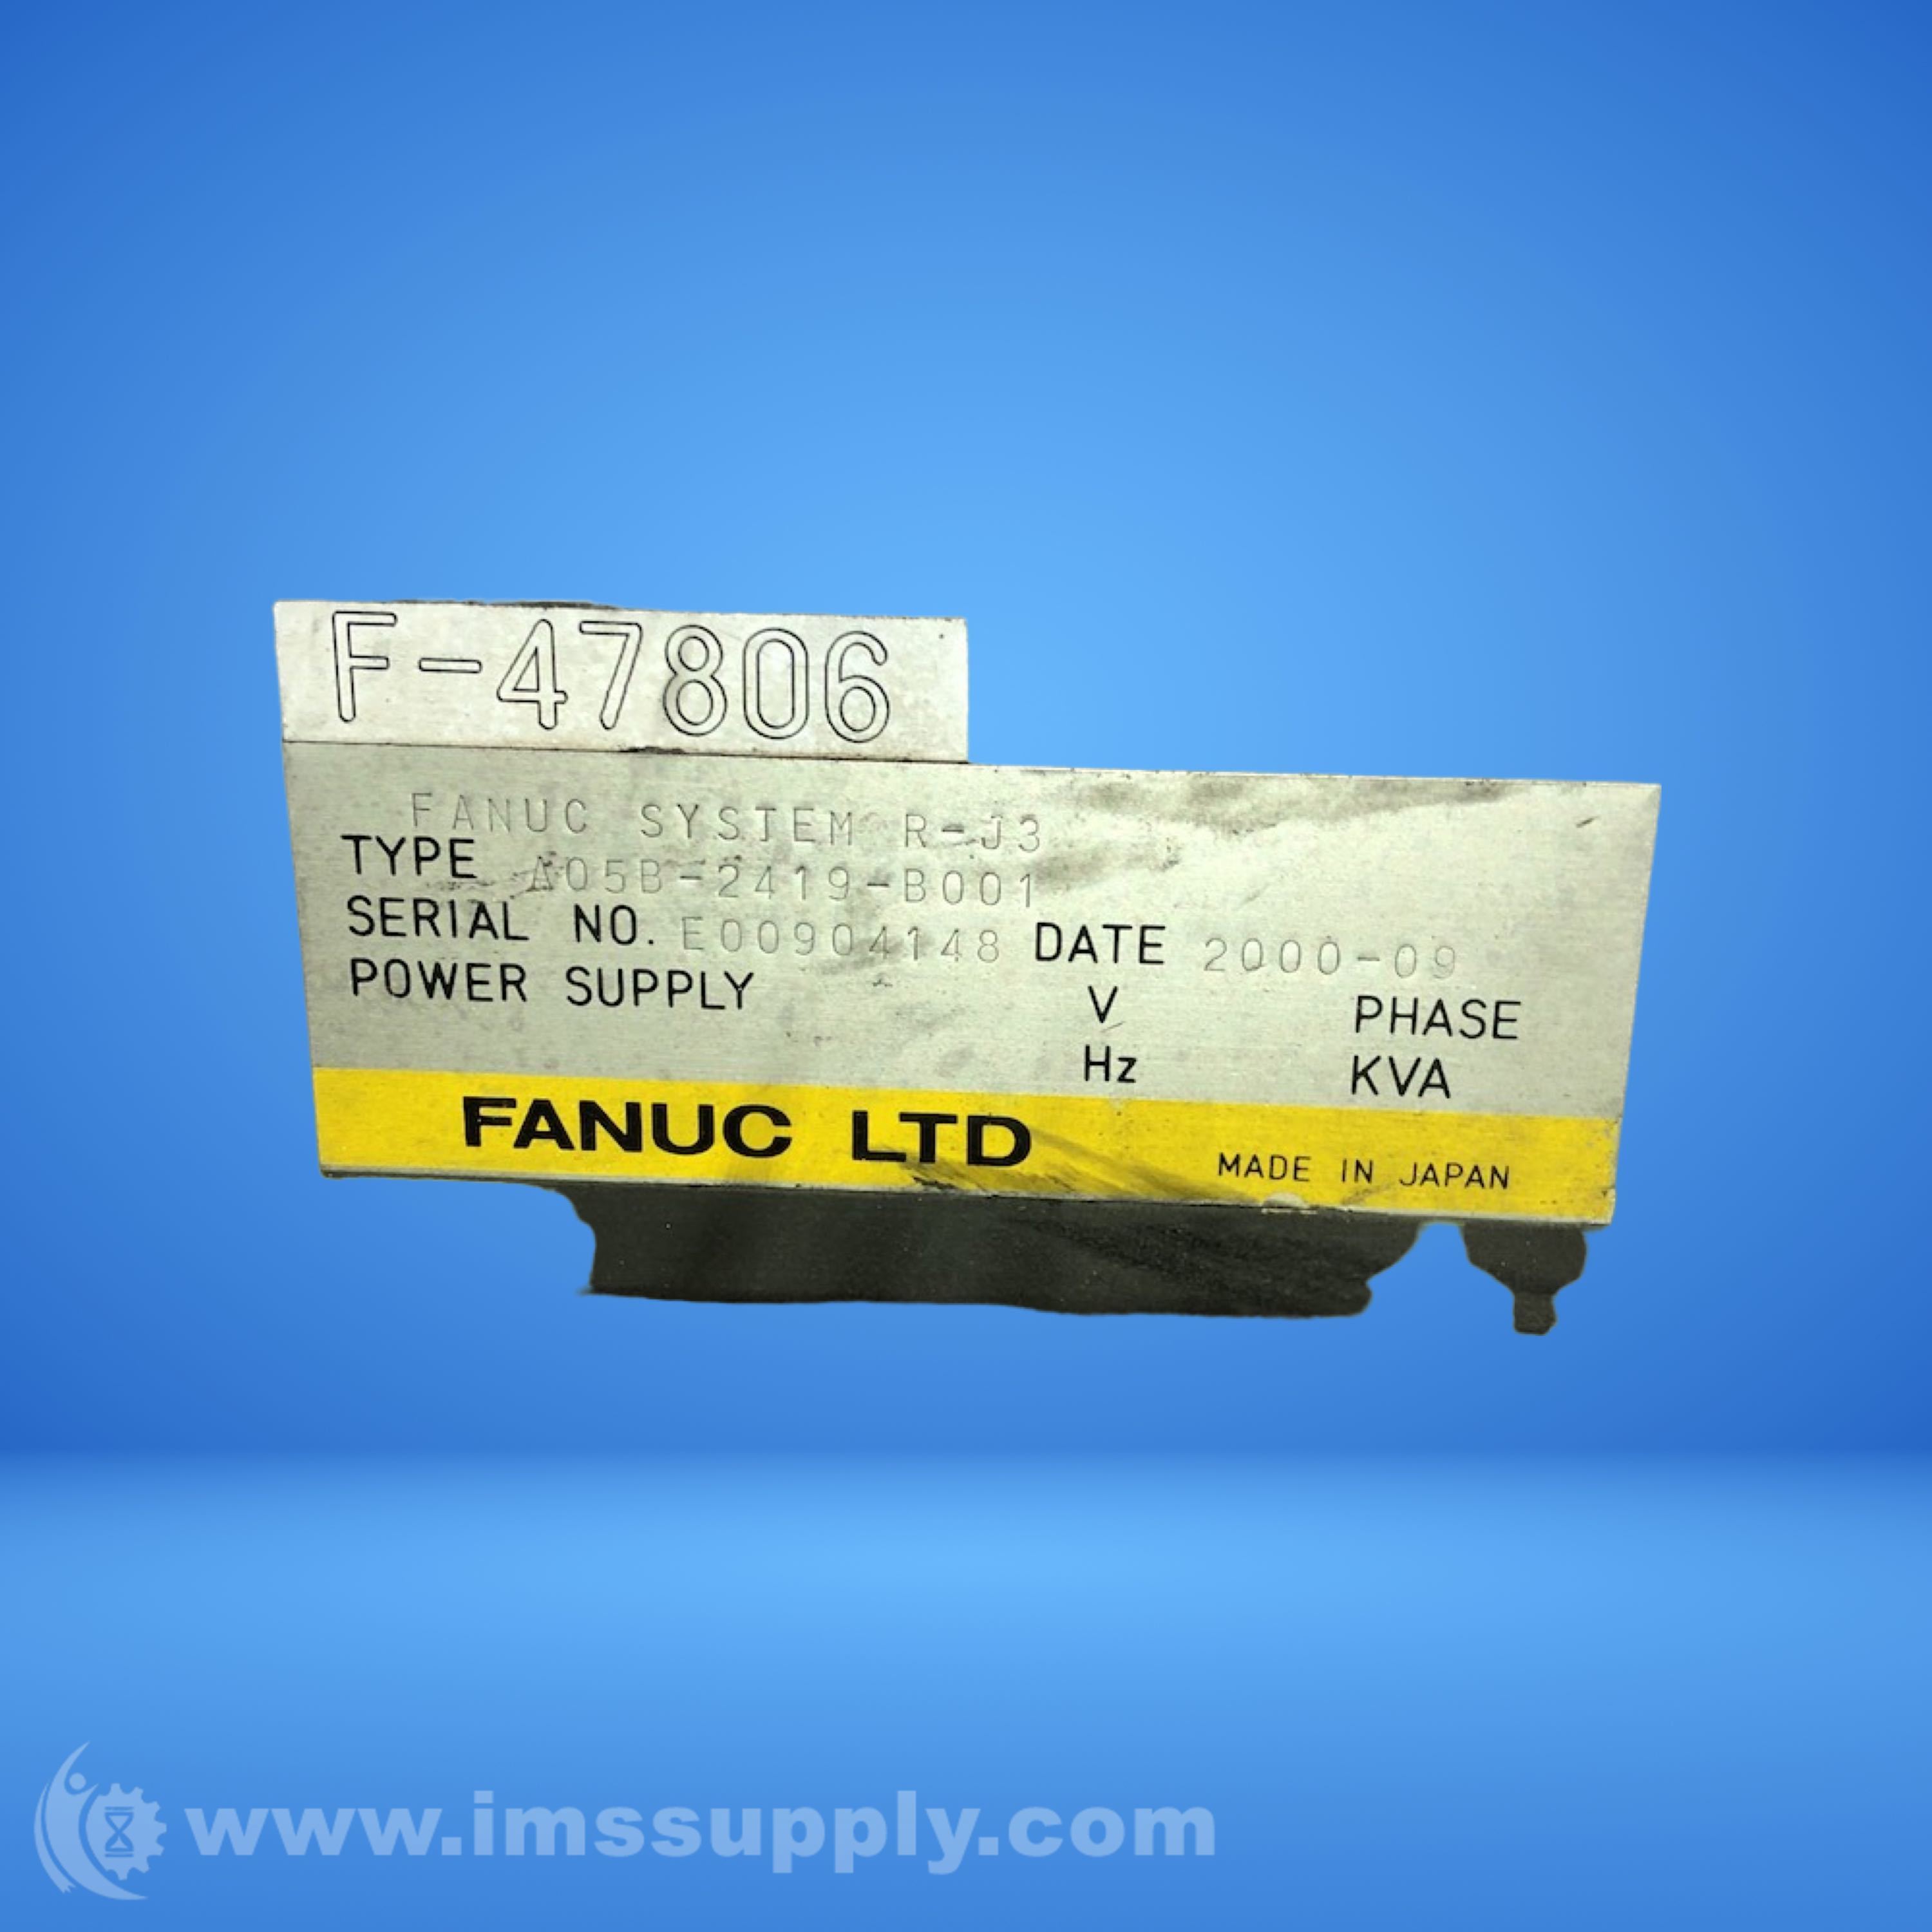 F-47806
FANUC SYSTEM R-J3
TYPE A05B-2419-B001
SERIAL NO. E00904148 DATE 2000-09
POWER SUPPLY V PHASE
Hz KVA
FANUC LTD MADE IN JAPAN
www.imssupply.com